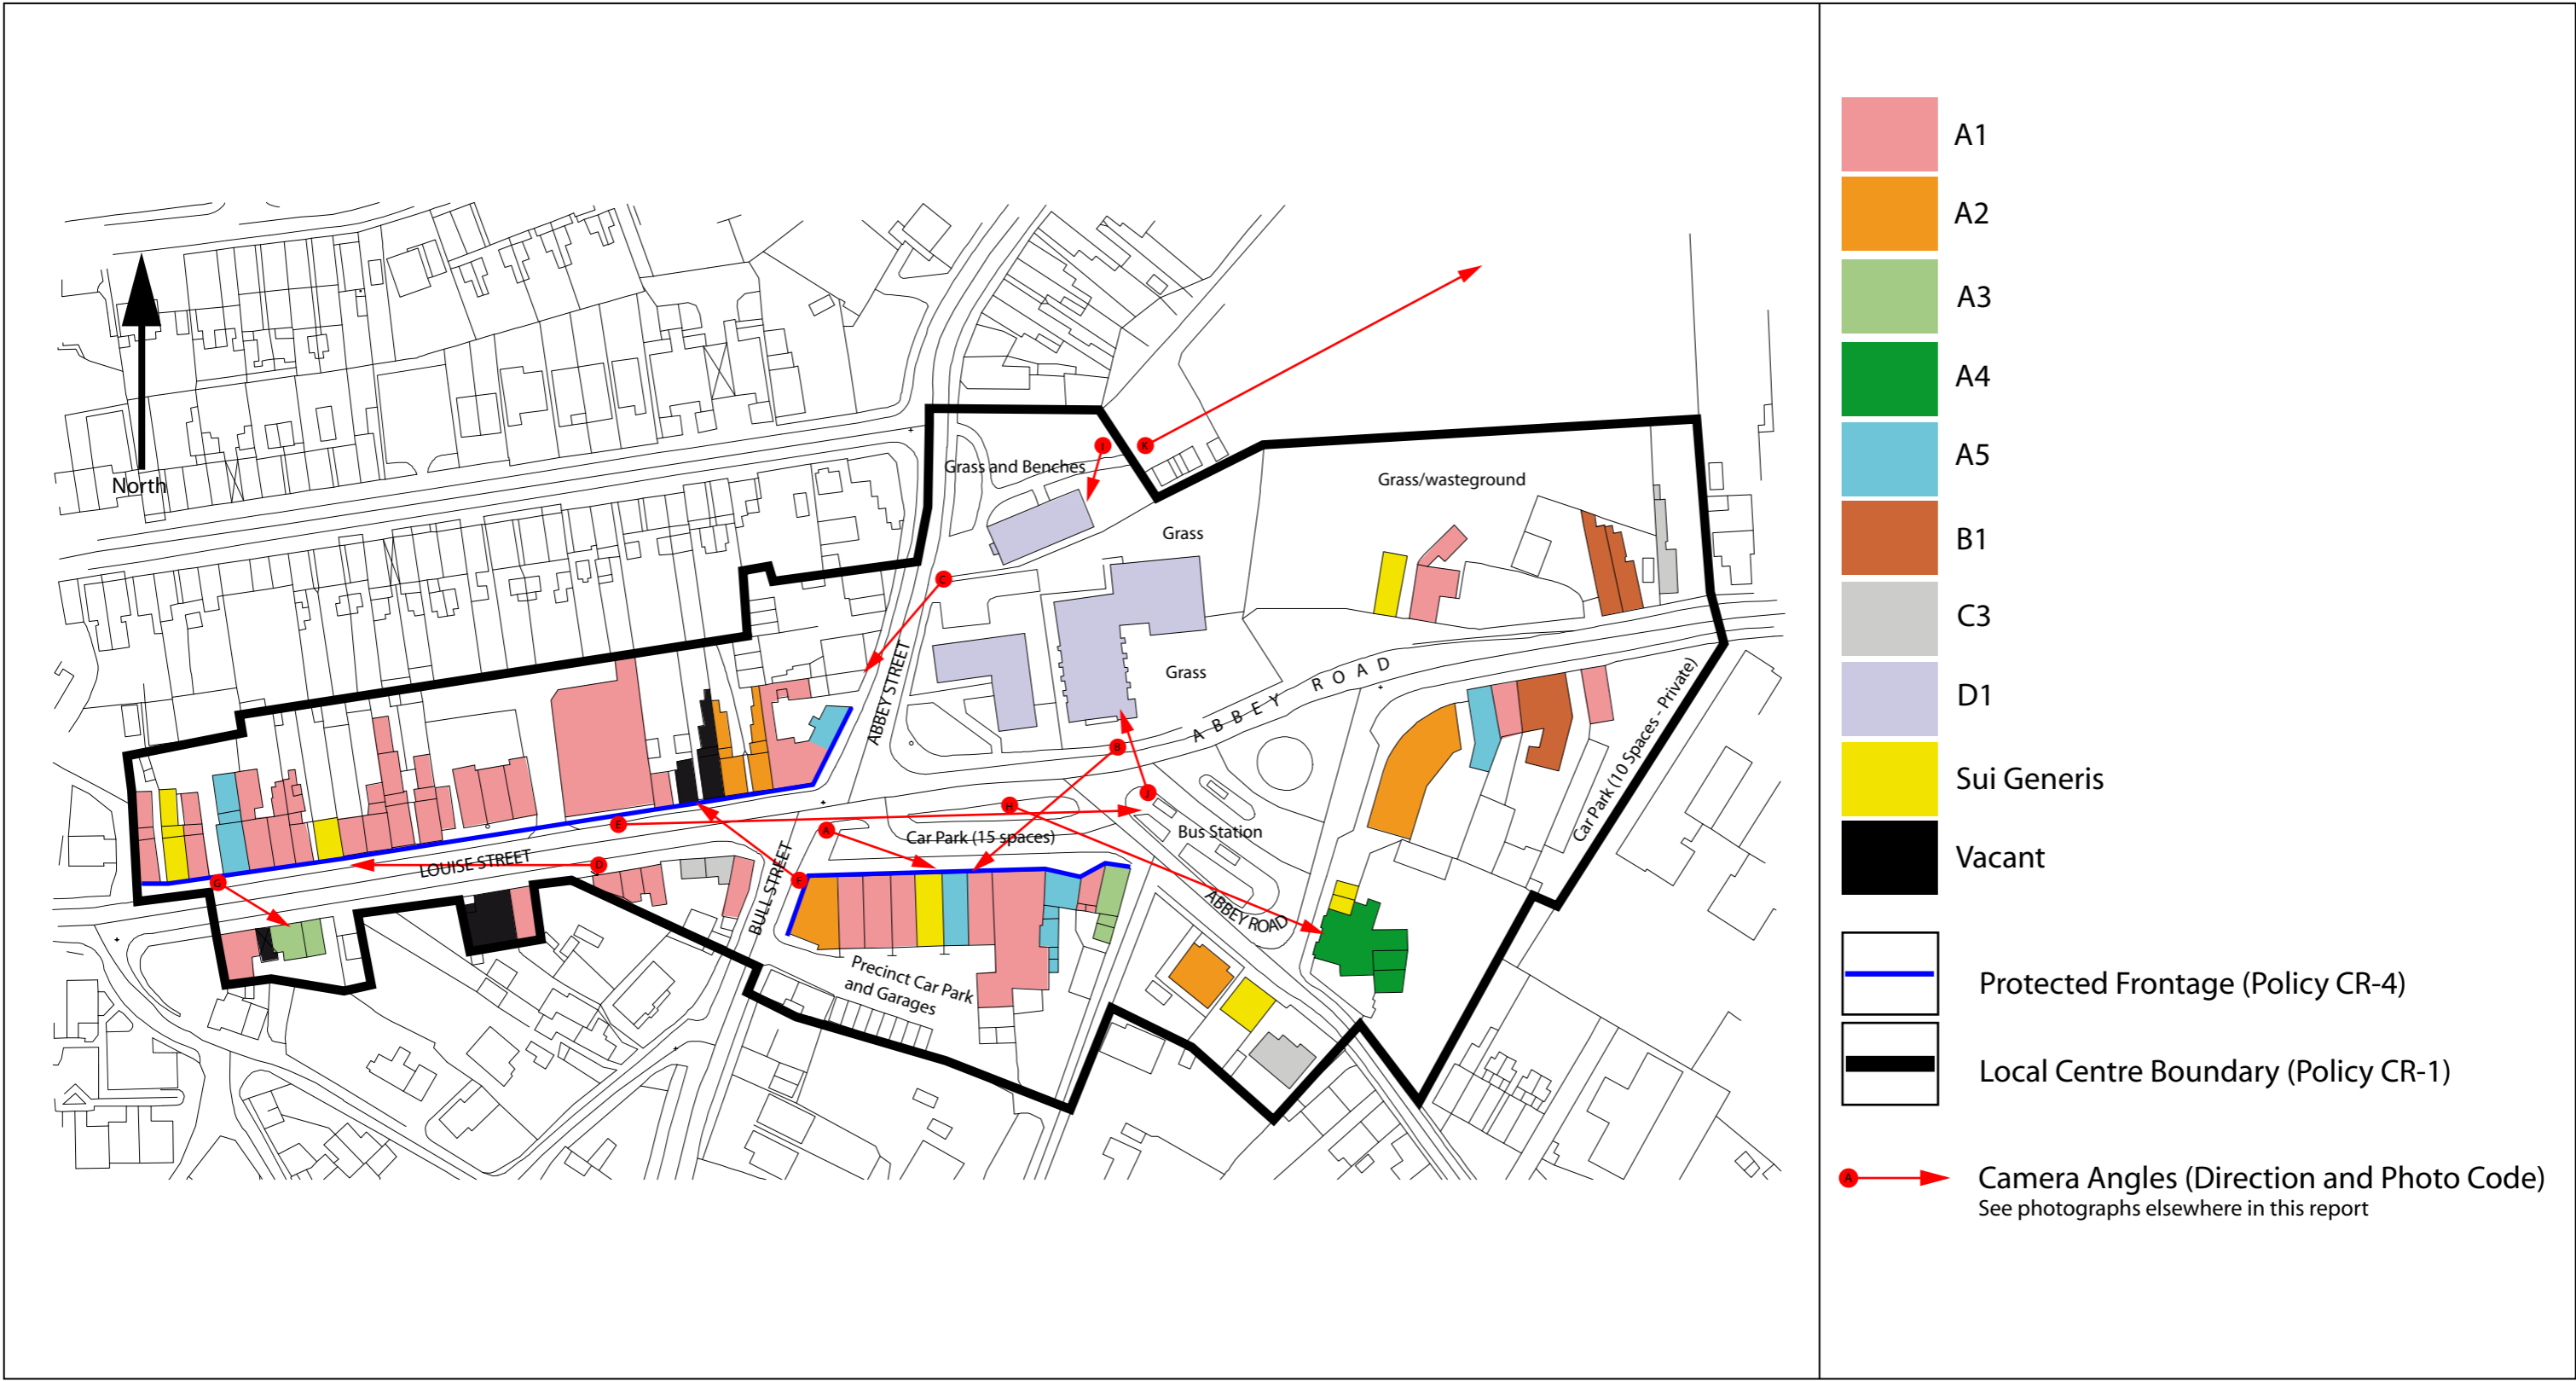 North
Grass and Benches
Grass/wasteground
Grass
Grass
ABBEY STREET
ABBEY ROAD
Car Park (10 Spaces - Private)
LOUISE STREET
BULL STREET
Car Park (15 spaces)
Bus Station
ABBEY ROAD
Precinct Car Park
and Garages
I
K
C
B
J
H
E
A
D
F
G
A1
A2
A3
A4
A5
B1
C3
D1
Sui Generis
Vacant
Protected Frontage (Policy CR-4)
Local Centre Boundary (Policy CR-1)
A
Camera Angles (Direction and Photo Code)
See photographs elsewhere in this report